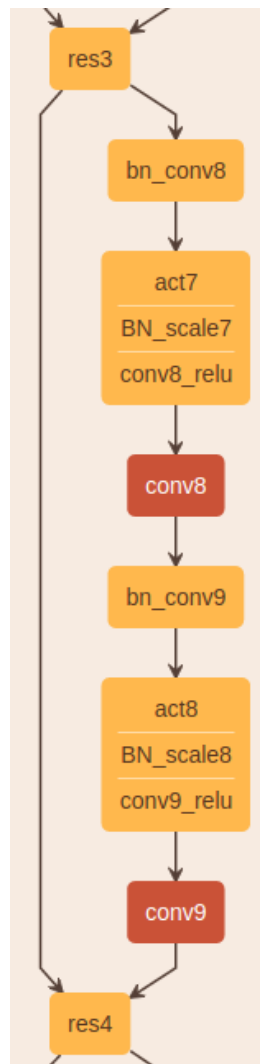 res3
bn_conv8
act7
BN_scale7
conv8_relu
conv8
bn_conv9
act8
BN_scale8
conv9_relu
conv9
res4